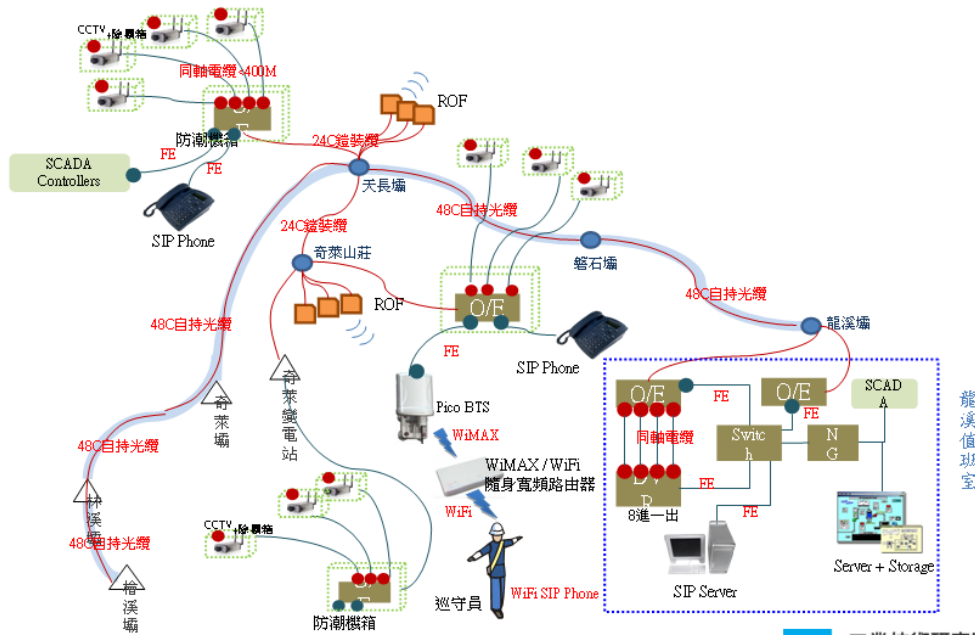 CCTV+除霧箱
同軸電纜<400M
ROF
24C鎧裝纜
防潮機箱
FE
FE
SCADA
Controllers
SIP Phone
天長壩
48C自持光纜
24C鎧裝纜
奇萊山莊
磐石壩
ROF
O/E
48C自持光纜
48C自持光纜
龍溪壩
FE
SIP Phone
Pico BTS
WiMAX
WiMAX / WiFi
隨身寬頻路由器
WiFi
巡守員
WiFi SIP Phone
奇萊變電站
奇萊壩
48C自持光纜
48C自持光纜
檜溪壩
CCTV+除霧箱
防潮機箱
O/E
FE
O/E
FE
SCAD
A
同軸電纜
Switc
h
N
G
FE
8進一出
FE
SIP Server
Server + Storage
龍溪值班室